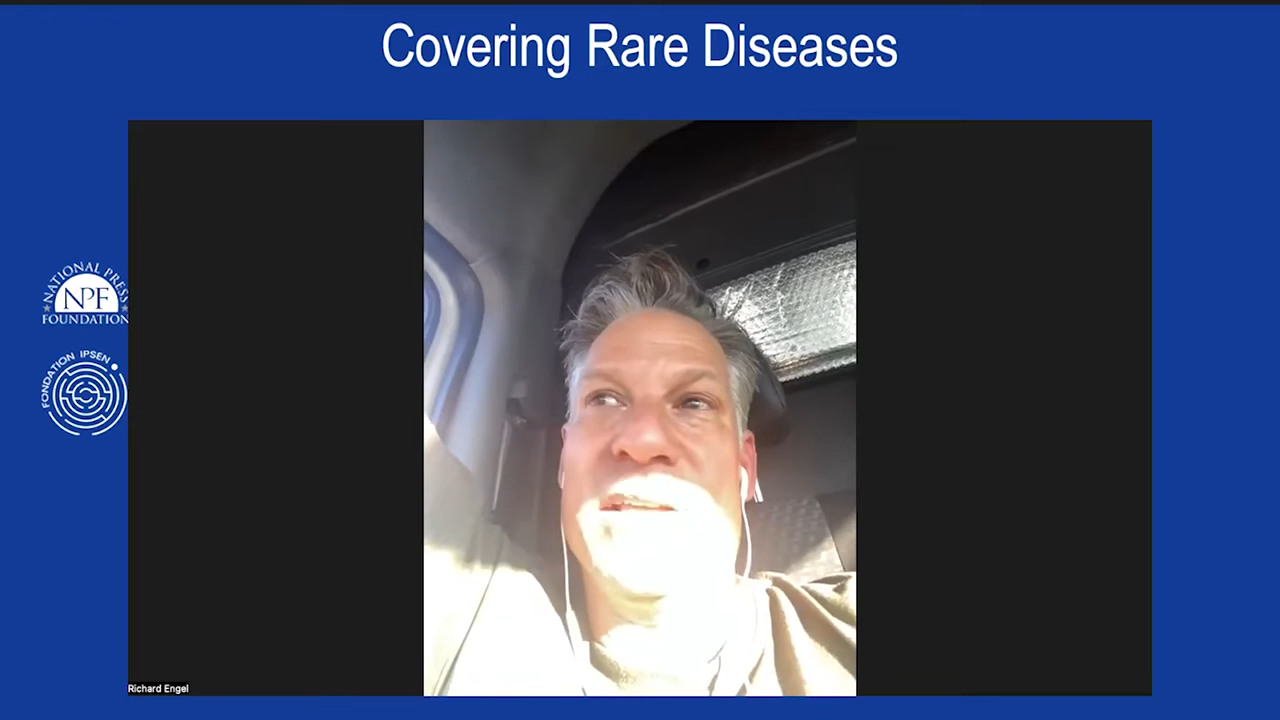 Covering Rare Diseases
NATIONAL PRESS
NPF
FOUNDATION
FONDATION IPSEN
Richard Engel